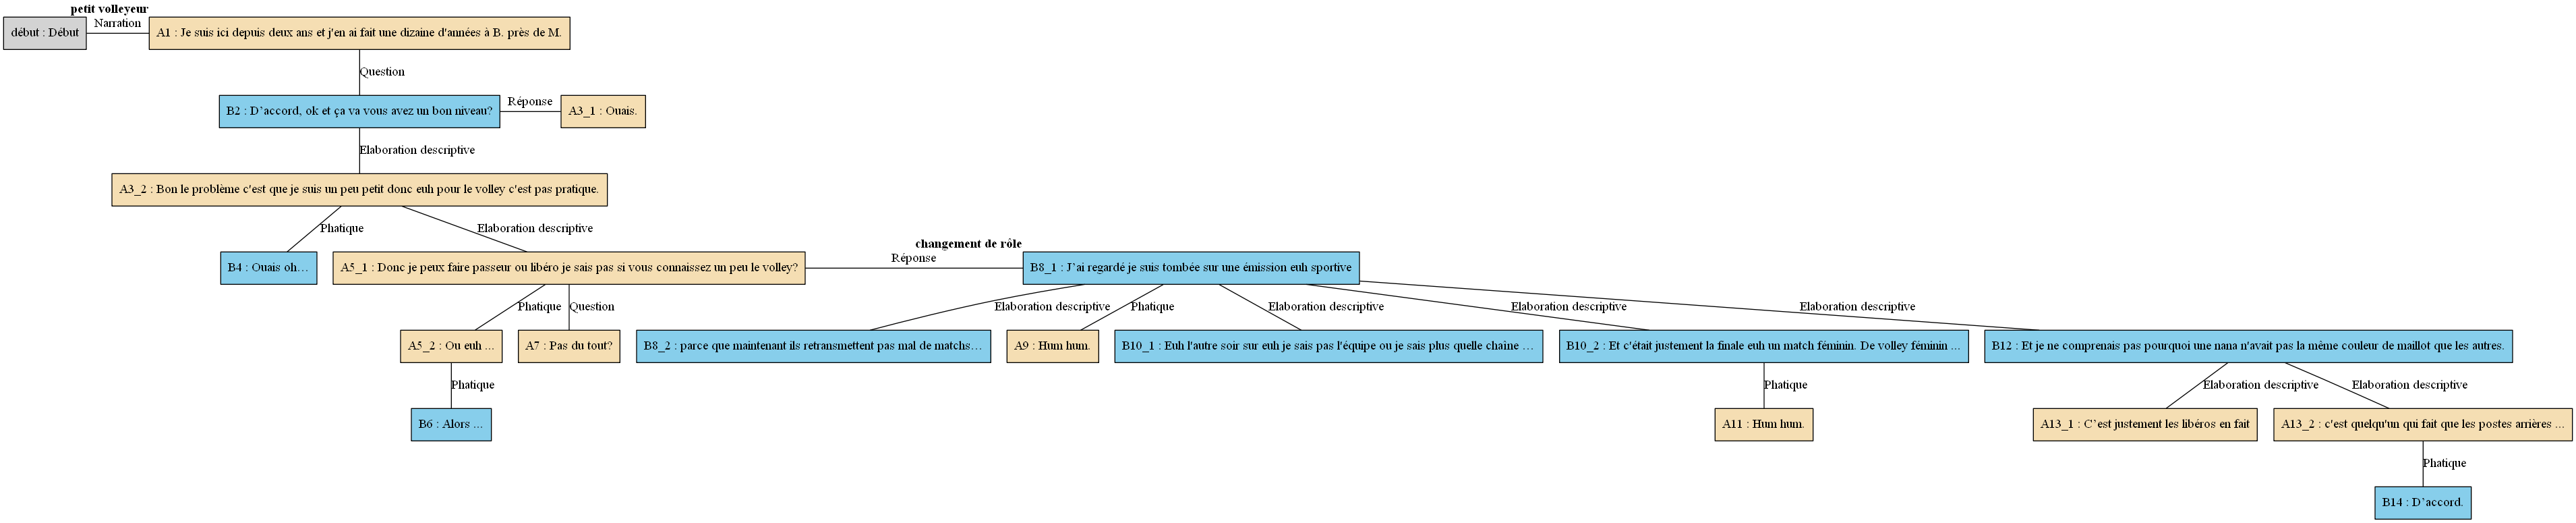 petit volleyeur
début : Début
Narration
A1 : Je suis ici depuis deux ans et j'en ai fait une dizaine d'années à B. près de M.
Question
B2 : D'accord, ok et ça va vous avez un bon niveau?
Réponse
A3_1 : Ouais.
Elaboration descriptive
A3_2 : Bon le problème c'est que je suis un peu petit donc euh pour le volley c'est pas pratique.
Phatique
Elaboration descriptive
B4 : Ouais oh…
A5_1 : Donc je peux faire passeur ou libéro je sais pas si vous connaissez un peu le volley?
Réponse
changement de rôle
B8_1 : J'ai regardé je suis tombée sur une émission euh sportive
Phatique
Question
Elaboration descriptive
Phatique
Elaboration descriptive
Elaboration descriptive
Elaboration descriptive
A5_2 : Ou euh ...
A7 : Pas du tout?
B8_2 : parce que maintenant ils retransmettent pas mal de matchs…
A9 : Hum hum.
B10_1 : Euh l'autre soir sur euh je sais pas l'équipe ou je sais plus quelle chaîne …
B10_2 : Et c'était justement la finale euh un match féminin. De volley féminin ...
B12 : Et je ne comprenais pas pourquoi une nana n'avait pas la même couleur de maillot que les autres.
Phatique
Phatique
Elaboration descriptive
Elaboration descriptive
B6 : Alors ...
A11 : Hum hum.
A13_1 : C'est justement les libéros en fait
A13_2 : c'est quelqu'un qui fait que les postes arrières ...
Phatique
B14 : D'accord.